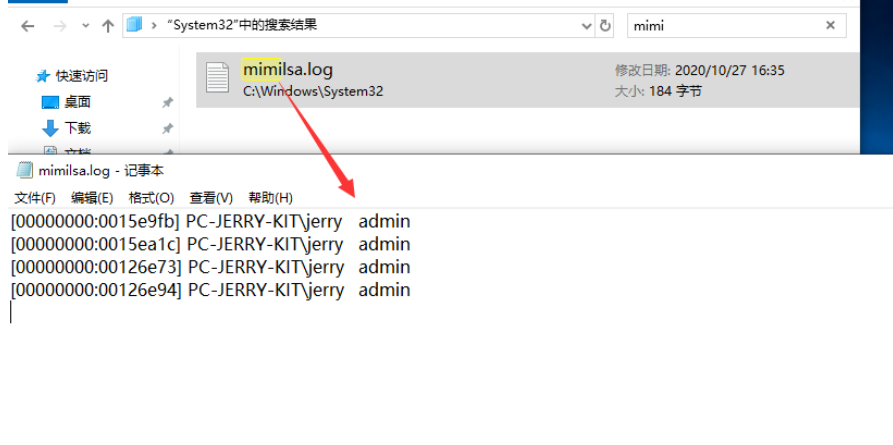 "System32"中的搜索结果
mimi
快速访问
桌面
下载
mimilsa.log
C:\Windows\System32
修改日期: 2020/10/27 16:35
大小: 184 字节
mimilsa.log - 记事本
文件(F) 编辑(E) 格式(O) 查看(V) 帮助(H)
[00000000:0015e9fb] PC-JERRY-KIT\jerry admin
[00000000:0015ea1c] PC-JERRY-KIT\jerry admin
[00000000:00126e73] PC-JERRY-KIT\jerry admin
[00000000:00126e94] PC-JERRY-KIT\jerry admin